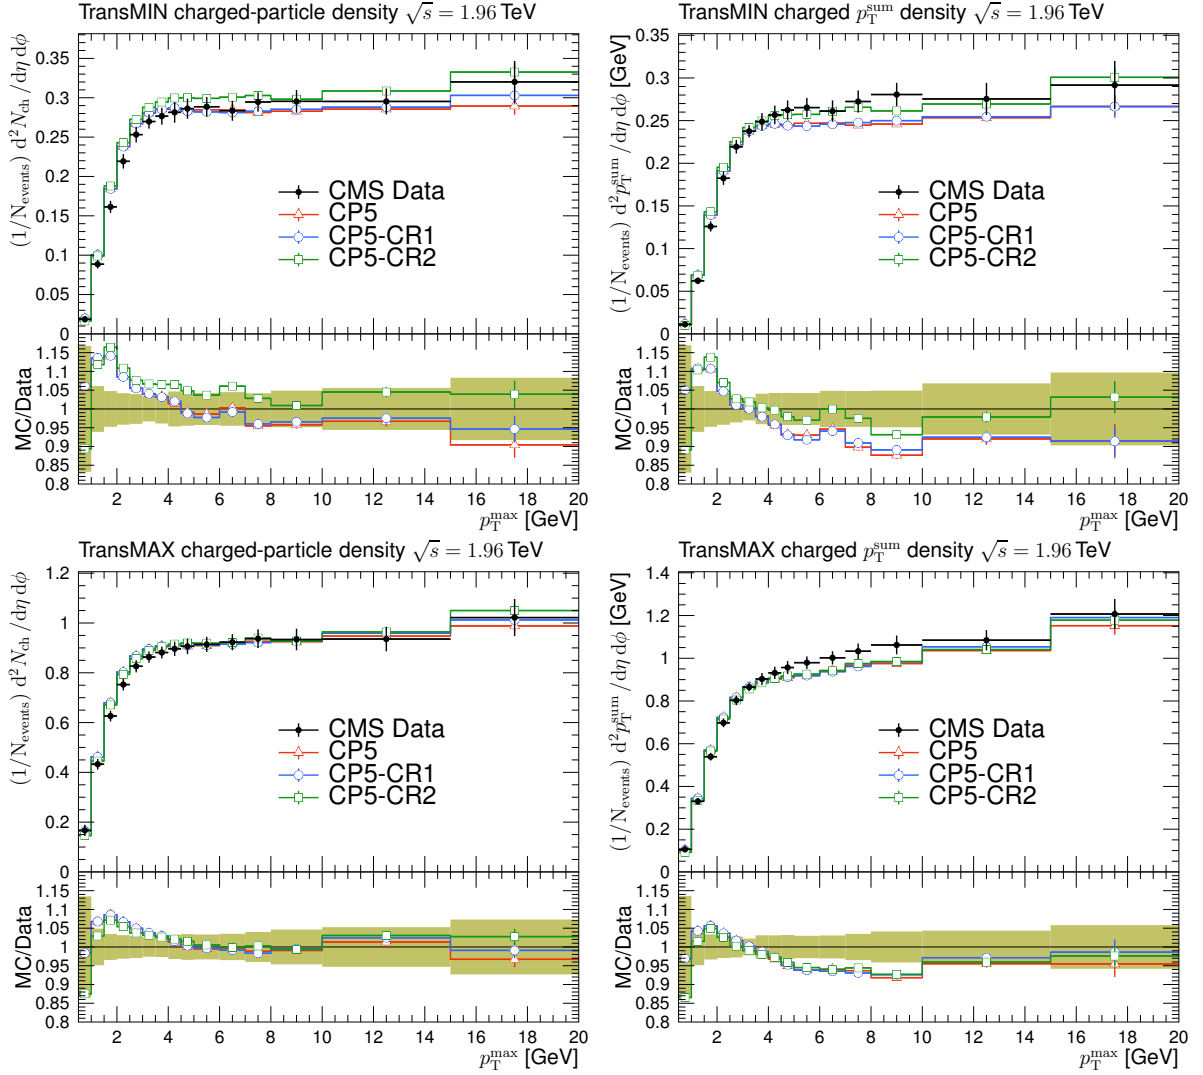 TransMIN charged-particle density √s = 1.96 TeV
(1/N_events) d² N_ch / dη dϕ
0.35
0.3
0.25
0.2
0.15
0.1
0.05
0
CMS Data
CP5
CP5-CR1
CP5-CR2
MC/Data
1.15
1.1
1.05
1
0.95
0.9
0.85
0.8
2 4 6 8 10 12 14 16 18 20
p_T^max [GeV]
TransMIN charged p_T^sum density √s = 1.96 TeV
(1/N_events) d² p_T^sum / dη dϕ [GeV]
0.35
0.3
0.25
0.2
0.15
0.1
0.05
0
CMS Data
CP5
CP5-CR1
CP5-CR2
MC/Data
1.15
1.1
1.05
1
0.95
0.9
0.85
0.8
2 4 6 8 10 12 14 16 18 20
p_T^max [GeV]
TransMAX charged-particle density √s = 1.96 TeV
(1/N_events) d² N_ch / dη dϕ
1.2
1
0.8
0.6
0.4
0.2
0
CMS Data
CP5
CP5-CR1
CP5-CR2
MC/Data
1.15
1.1
1.05
1
0.95
0.9
0.85
0.8
2 4 6 8 10 12 14 16 18 20
p_T^max [GeV]
TransMAX charged p_T^sum density √s = 1.96 TeV
(1/N_events) d² p_T^sum / dη dϕ [GeV]
1.4
1.2
1
0.8
0.6
0.4
0.2
0
CMS Data
CP5
CP5-CR1
CP5-CR2
MC/Data
1.15
1.1
1.05
1
0.95
0.9
0.85
0.8
2 4 6 8 10 12 14 16 18 20
p_T^max [GeV]